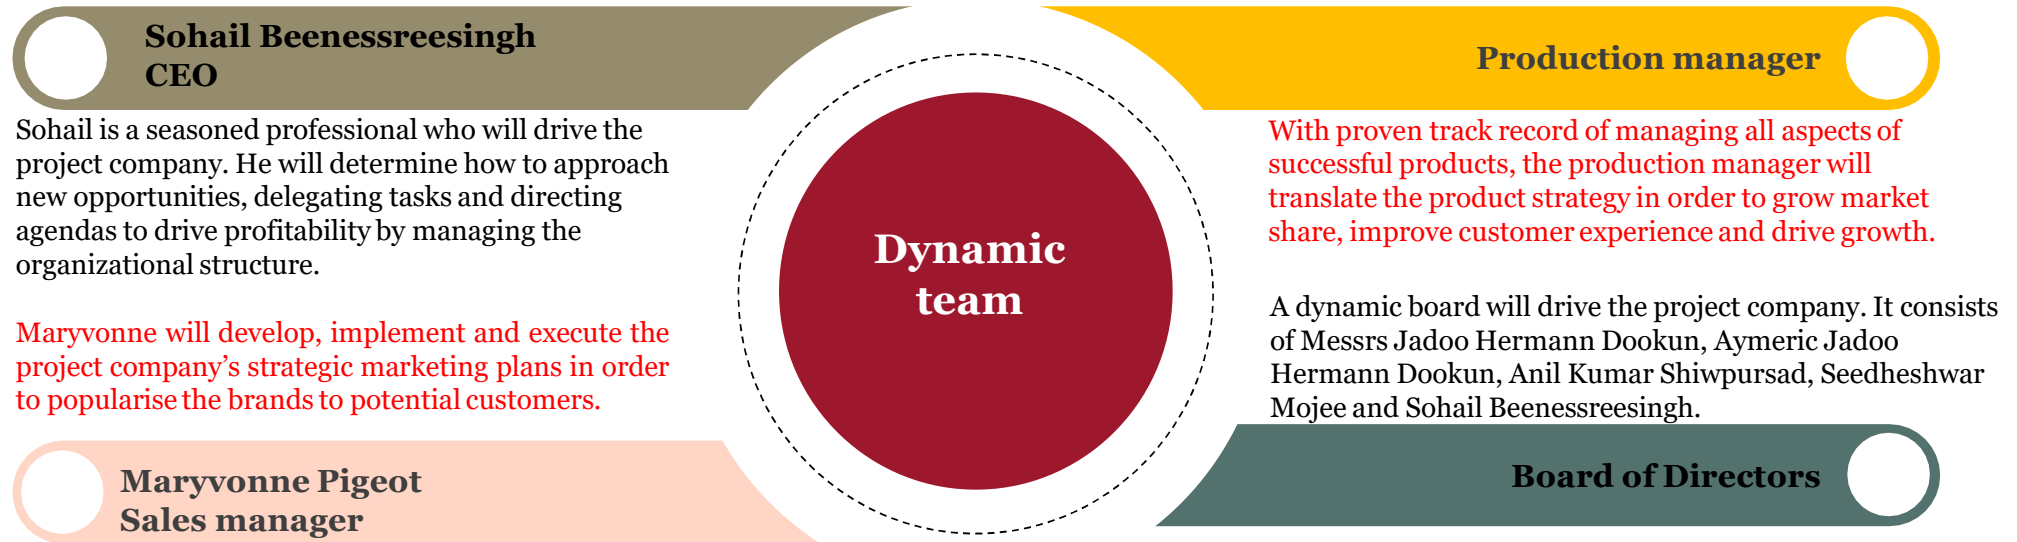 Sohail Beenessreesingh
CEO
Sohail is a seasoned professional who will drive the
project company. He will determine how to approach
new opportunities, delegating tasks and directing
agendas to drive profitability by managing the
organizational structure.
Maryvonne will develop, implement and execute the
project company’s strategic marketing plans in order
to popularise the brands to potential customers.
Maryvonne Pigeot
Sales manager
Dynamic
team
Production manager
With proven track record of managing all aspects of
successful products, the production manager will
translate the product strategy in order to grow market
share, improve customer experience and drive growth.
A dynamic board will drive the project company. It consists
of Messrs Jadoo Hermann Dookun, Aymeric Jadoo
Hermann Dookun, Anil Kumar Shiwpursad, Seedheshwar
Mojee and Sohail Beenessreesingh.
Board of Directors